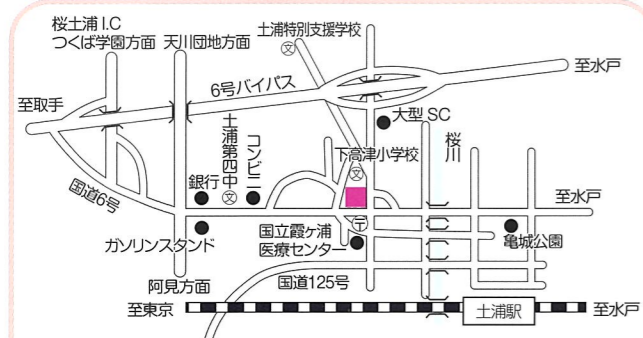 桜土浦I.C
つくば学園方面
天川団地方面
土浦特別支援学校
文
至水戸
6号バイパス
至取手
大型SC
桜川
土浦第四中
文
コンビニ
下高津小学校
文
国道6号
銀行
至水戸
〒
ガソリンスタンド
国立霞ヶ浦
医療センター
亀城公園
阿見方面
国道125号
至東京
土浦駅
至水戸